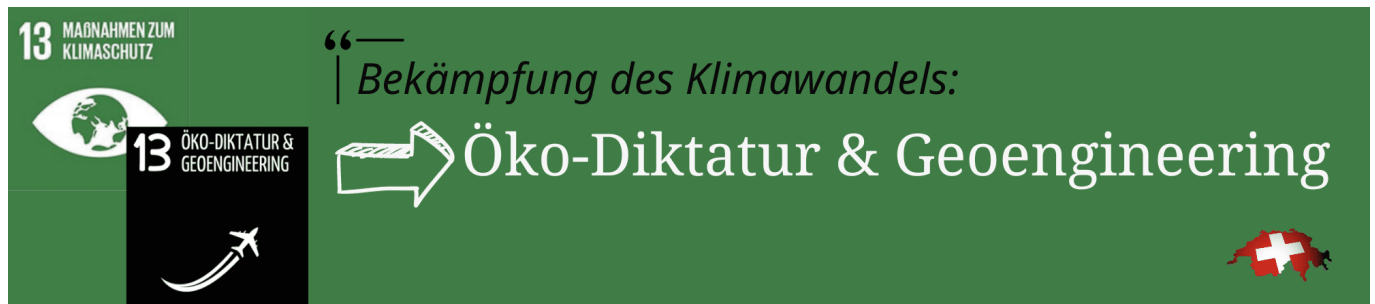 13 MAßNAHMEN ZUM
KLIMASCHUTZ
13 ÖKO-DIKTATUR &
GEOENGINEERING
“
Bekämpfung des Klimawandels:
Öko-Diktatur & Geoengineering